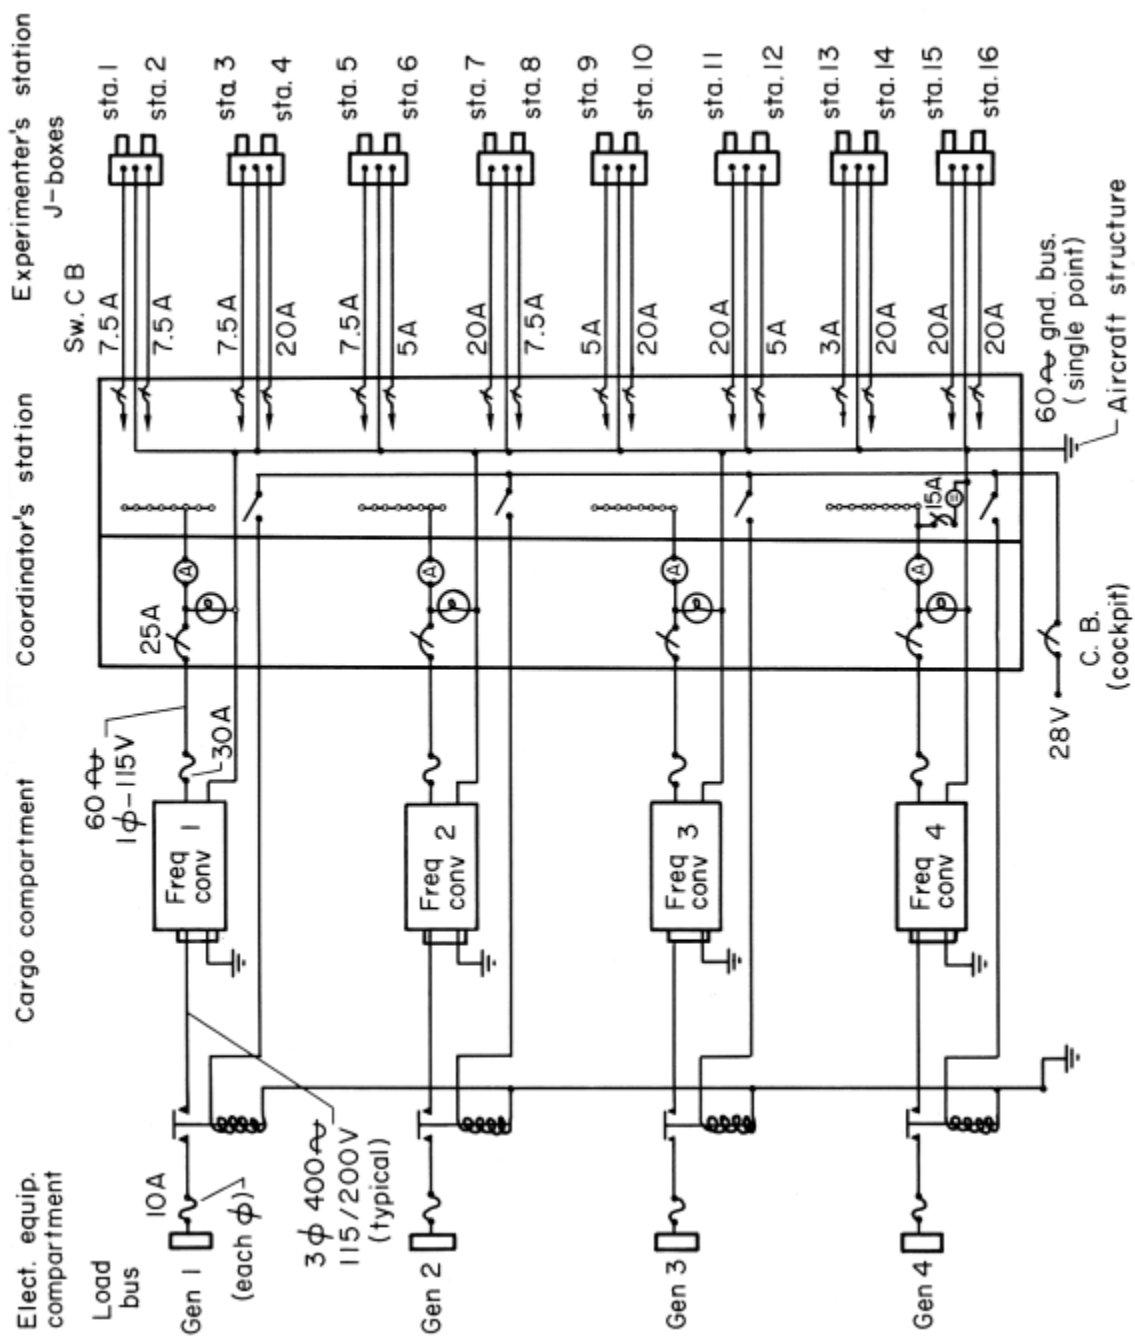 Elect. equip.
compartment
Cargo compartment
Coordinator's station
Experimenter's station
Load
bus
Sw. C B
J-boxes
Gen 1
10A
(each ϕ)
3ϕ 400∿
115/200V
(typical)
Freq
conv 1
60∿
1ϕ-115V
30A
25A
A
7.5A
7.5A
sta. 1
sta. 2
7.5A
20A
sta. 3
sta. 4
Gen 2
Freq
conv 2
A
7.5A
5A
sta. 5
sta. 6
20A
7.5A
sta. 7
sta. 8
Gen 3
Freq
conv 3
A
5A
20A
sta. 9
sta. 10
20A
5A
sta. 11
sta. 12
Gen 4
Freq
conv 4
A
15A
3A
20A
sta. 13
sta. 14
20A
20A
sta. 15
sta. 16
28V
C. B.
(cockpit)
60∿ gnd. bus.
(single point)
Aircraft structure